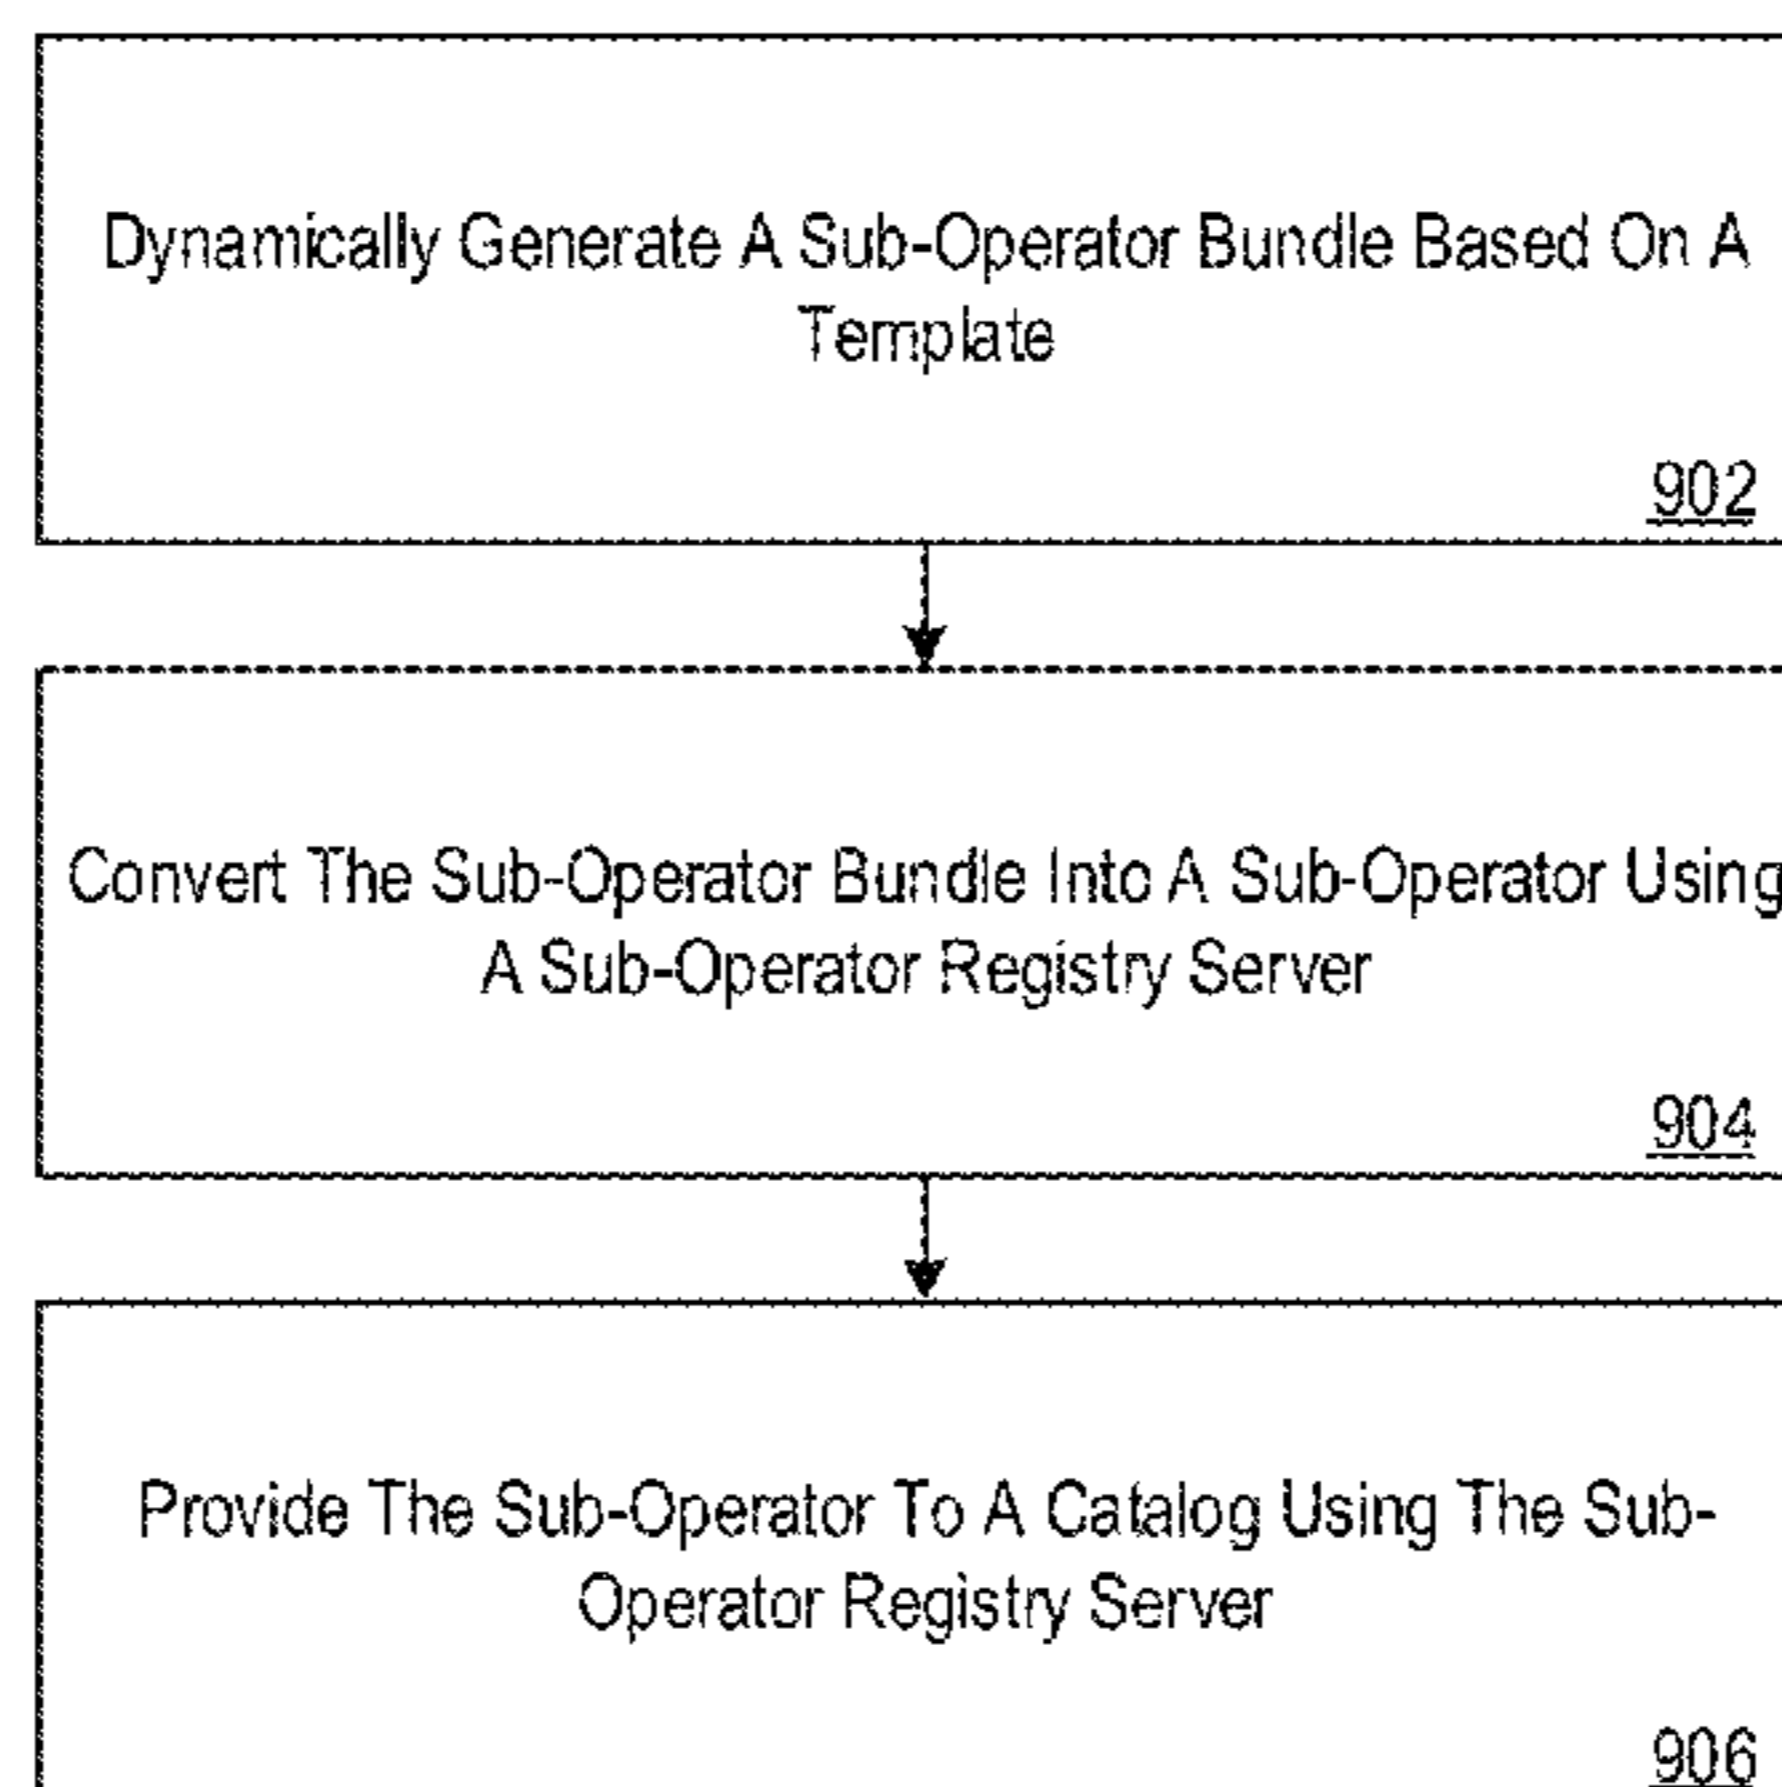 Dynamically Generate A Sub-Operator Bundle Based On A
Template
902
Convert The Sub-Operator Bundle Into A Sub-Operator Using
A Sub-Operator Registry Server
904
Provide The Sub-Operator To A Catalog Using The Sub-
Operator Registry Server
906